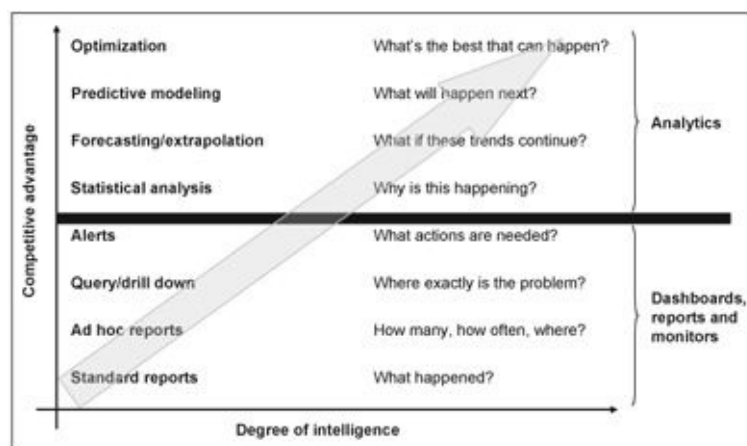 Competitive advantage
Optimization What's the best that can happen?
Predictive modeling What will happen next?
Forecasting/extrapolation What if these trends continue?
Statistical analysis Why is this happening?
Analytics
Alerts What actions are needed?
Query/drill down Where exactly is the problem?
Ad hoc reports How many, how often, where?
Standard reports What happened?
Dashboards,
reports and
monitors
Degree of intelligence